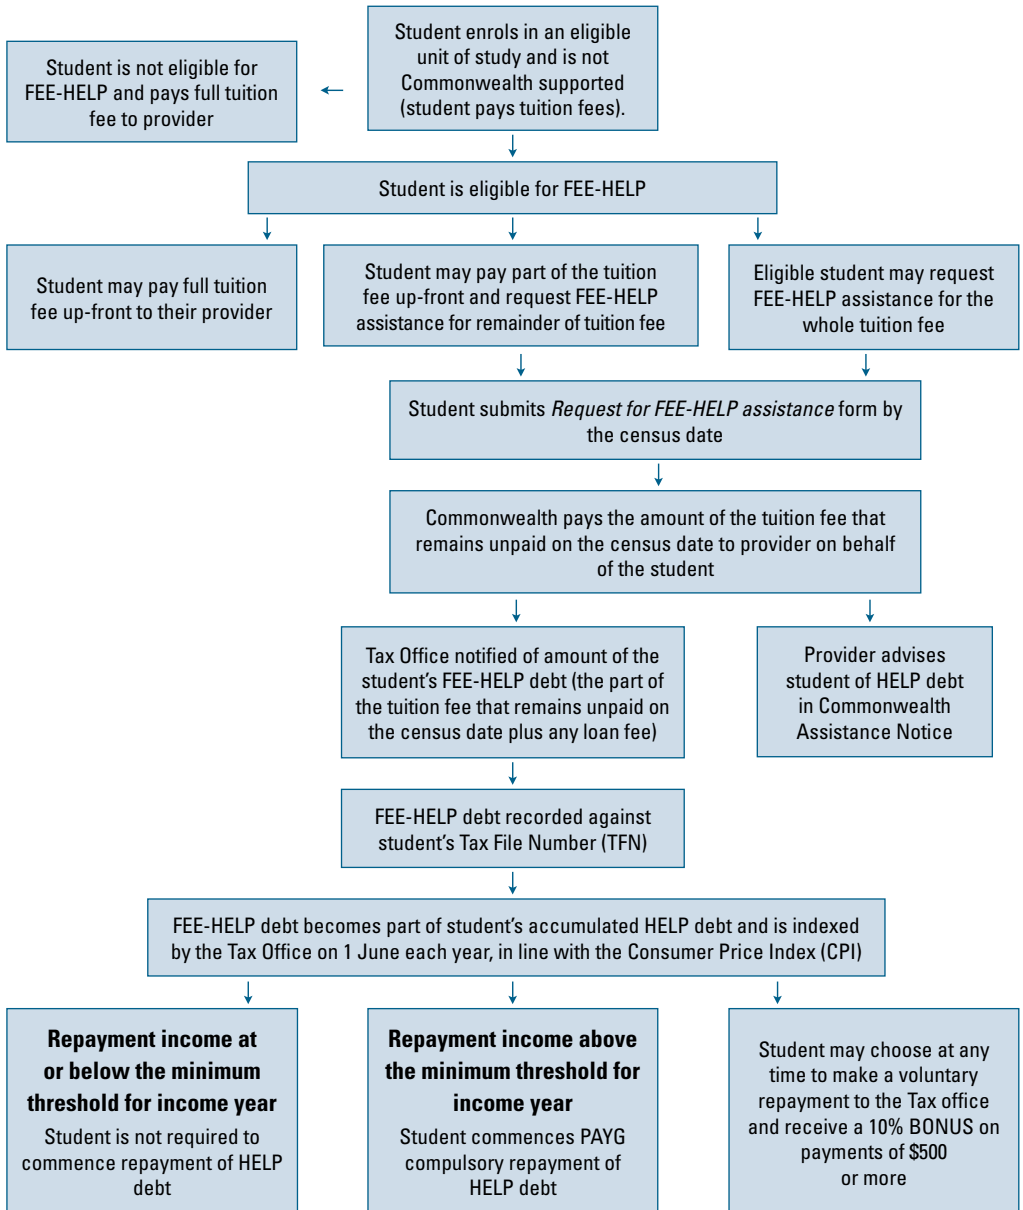 Student enrols in an eligible
unit of study and is not
Commonwealth supported
(student pays tuition fees).
Student is not eligible for
FEE-HELP and pays full tuition
fee to provider
Student is eligible for FEE-HELP
Student may pay full tuition
fee up-front to their provider
Student may pay part of the tuition
fee up-front and request FEE-HELP
assistance for remainder of tuition fee
Eligible student may request
FEE-HELP assistance for the
whole tuition fee
Student submits Request for FEE-HELP assistance form by
the census date
Commonwealth pays the amount of the tuition fee that
remains unpaid on the census date to provider on behalf
of the student
Tax Office notified of amount of the
student's FEE-HELP debt (the part of
the tuition fee that remains unpaid on
the census date plus any loan fee)
Provider advises
student of HELP debt
in Commonwealth
Assistance Notice
FEE-HELP debt recorded against
student's Tax File Number (TFN)
FEE-HELP debt becomes part of student's accumulated HELP debt and is indexed
by the Tax Office on 1 June each year, in line with the Consumer Price Index (CPI)
Repayment income at
or below the minimum
threshold for income year
Student is not required to
commence repayment of HELP
debt
Repayment income above
the minimum threshold for
income year
Student commences PAYG
compulsory repayment of
HELP debt
Student may choose at any
time to make a voluntary
repayment to the Tax office
and receive a 10% BONUS on
payments of $500
or more